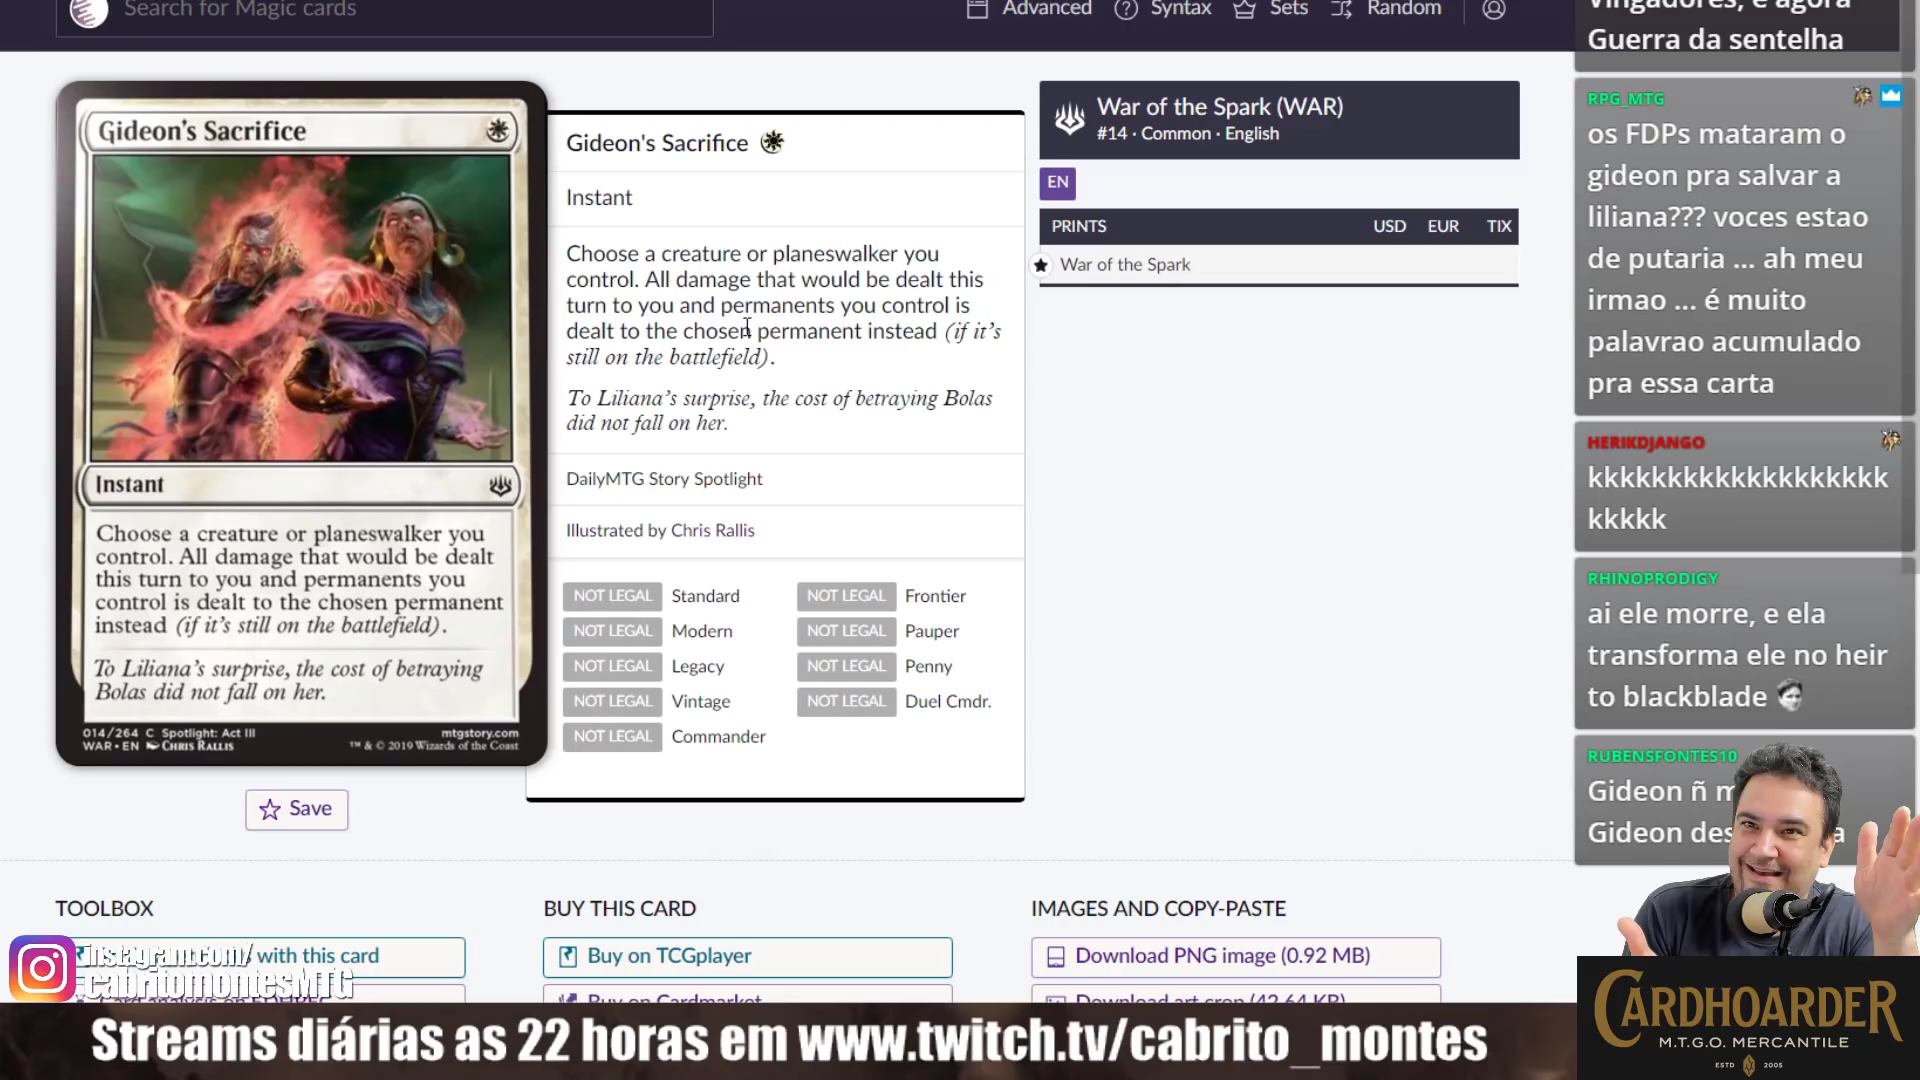 Search for Magic cards
Advanced
Syntax
Sets
Random
Gideon's Sacrifice
Instant
Choose a creature or planeswalker you
control. All damage that would be dealt
this turn to you and permanents you
control is dealt to the chosen permanent
instead (if it's still on the battlefield).
To Liliana's surprise, the cost of betraying
Bolas did not fall on her.
014/264 C Spotlight: Act III
mtgstory.com
WAR • EN Chris Rallis
™ & © 2019 Wizards of the Coast
Save
Gideon's Sacrifice
Instant
Choose a creature or planeswalker you
control. All damage that would be dealt this
turn to you and permanents you control is
dealt to the chosen permanent instead (if it's
still on the battlefield).
To Liliana's surprise, the cost of betraying Bolas
did not fall on her.
DailyMTG Story Spotlight
Illustrated by Chris Rallis
NOT LEGAL Standard NOT LEGAL Frontier
NOT LEGAL Modern NOT LEGAL Pauper
NOT LEGAL Legacy NOT LEGAL Penny
NOT LEGAL Vintage NOT LEGAL Duel Cmdr.
NOT LEGAL Commander
War of the Spark (WAR)
#14 · Common · English
EN
PRINTS USD EUR TIX
War of the Spark
Vingadores, e agora
Guerra da sentelha
RPG_MTG
os FDPs mataram o
gideon pra salvar a
liliana??? voces estao
de putaria ... ah meu
irmao ... é muito
palavrao acumulado
pra essa carta
HERIKDJANGO
kkkkkkkkkkkkkkkkkkk
kkkkk
RHINOPRODIGY
ai ele morre, e ela
transforma ele no heir
to blackblade
RUBENSFONTES10
Gideon ñ
Gideon
TOOLBOX
with this card
BUY THIS CARD
Buy on TCGplayer
Buy on Cardmarket
IMAGES AND COPY-PASTE
Download PNG image (0.92 MB)
Download art crop (42.64 KB)
instagram.com/
cabritomontesMTG
Streams diárias as 22 horas em www.twitch.tv/cabrito_montes
CARDHOARDER
M.T.G.O. MERCANTILE
ESTD 2005